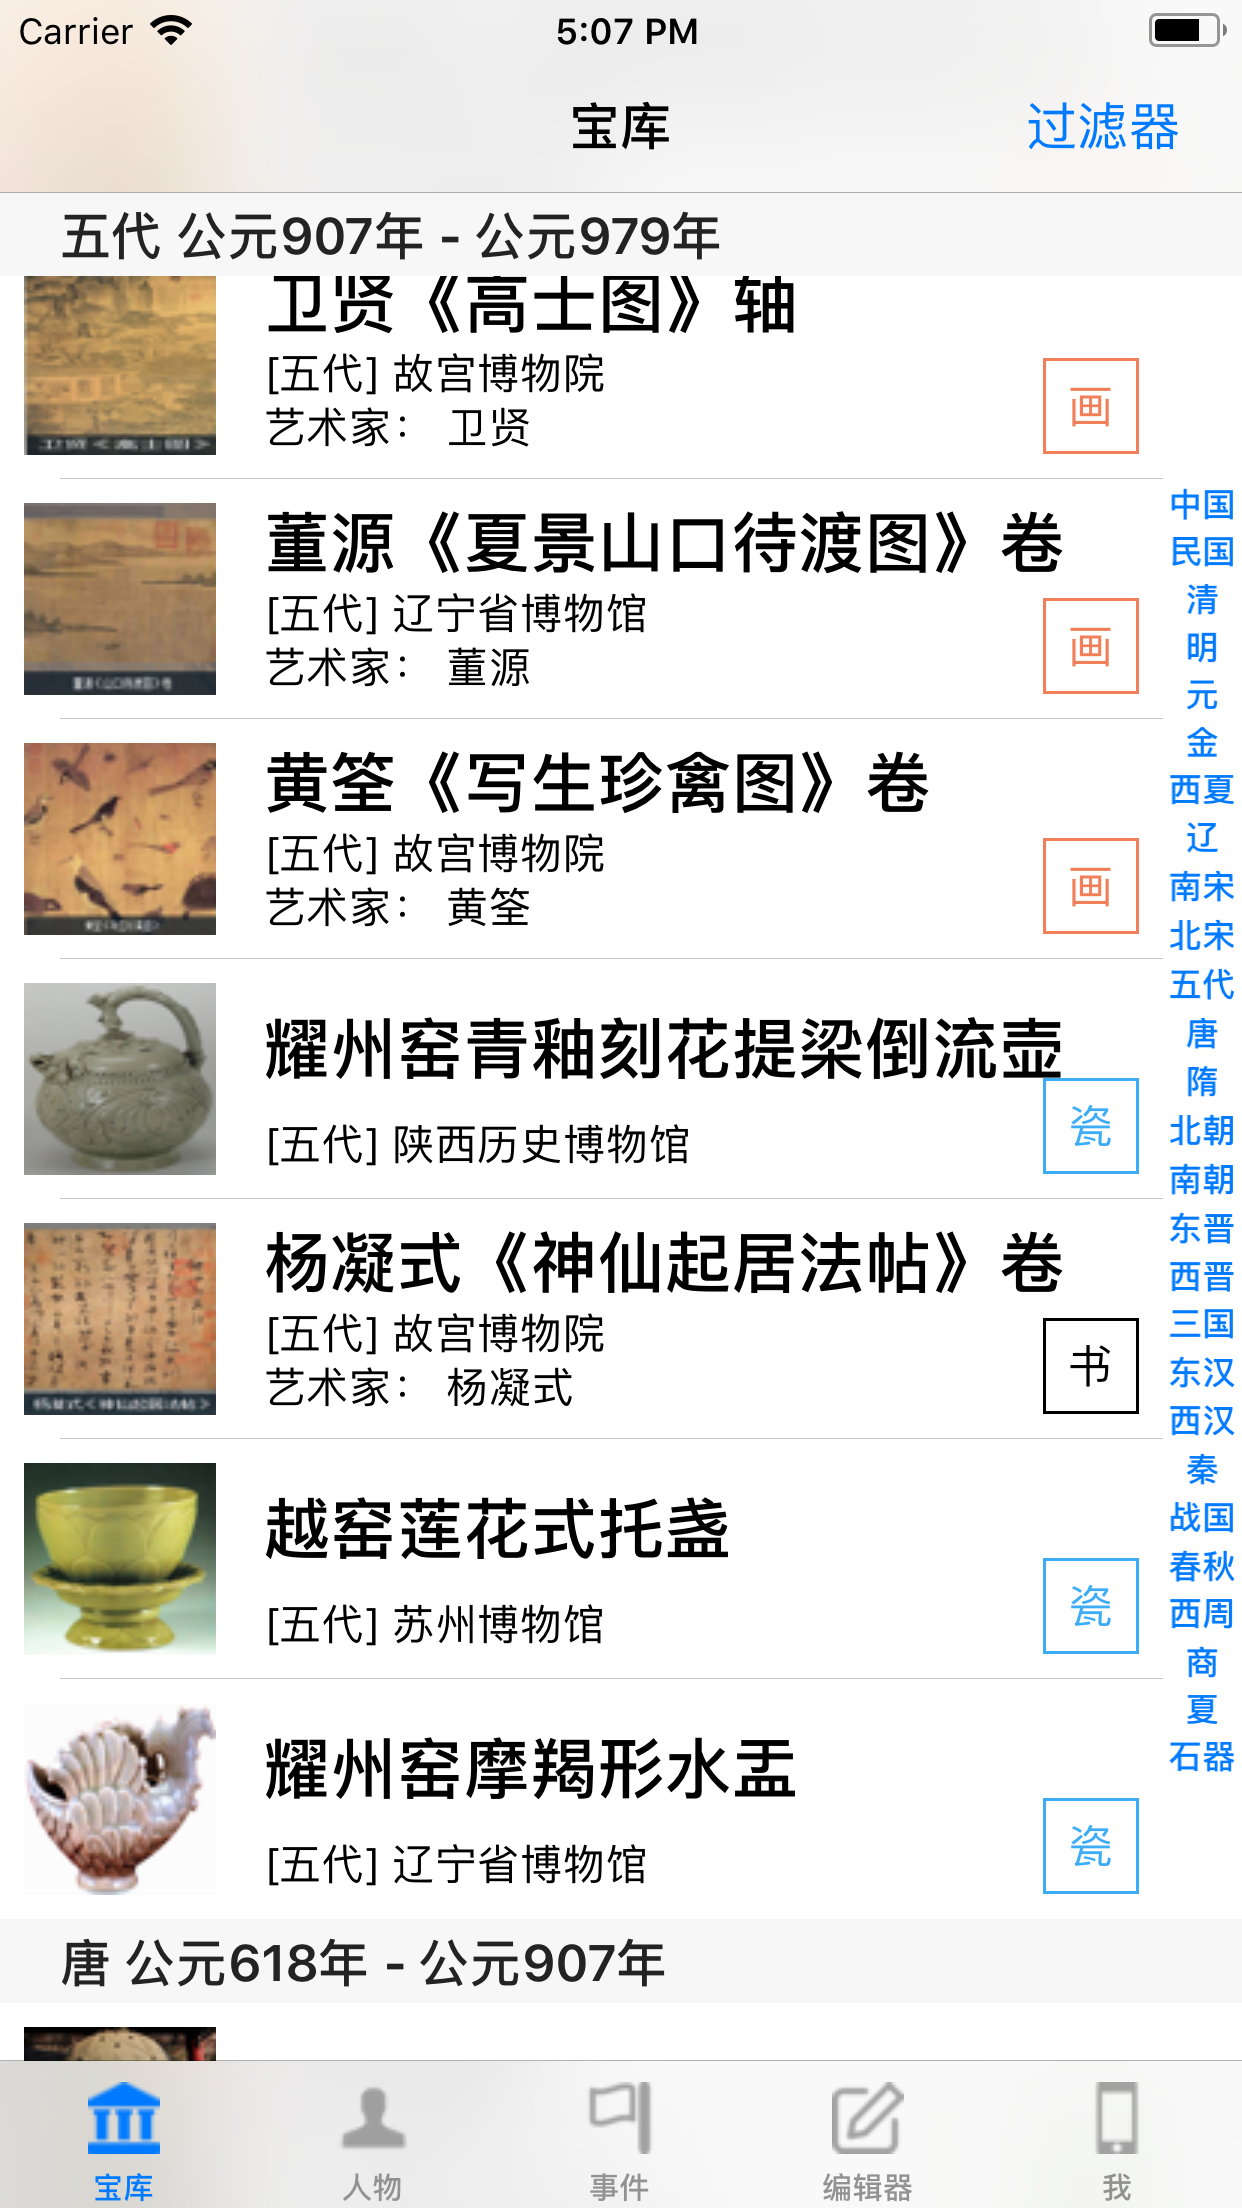 Carrier
5:07 PM
宝库
过滤器
五代 公元907年 - 公元979年
卫贤《高士图》轴
[五代] 故宫博物院
艺术家： 卫贤
画
董源《夏景山口待渡图》卷
[五代] 辽宁省博物馆
艺术家： 董源
画
黄筌《写生珍禽图》卷
[五代] 故宫博物院
艺术家： 黄筌
画
耀州窑青釉刻花提梁倒流壶
[五代] 陕西历史博物馆
瓷
杨凝式《神仙起居法帖》卷
[五代] 故宫博物院
艺术家： 杨凝式
书
越窑莲花式托盏
[五代] 苏州博物馆
瓷
耀州窑摩羯形水盂
[五代] 辽宁省博物馆
瓷
唐 公元618年 - 公元907年
中国
民国
清
明
元
金
西夏
辽
南宋
北宋
五代
唐
隋
北朝
南朝
东晋
西晋
三国
东汉
西汉
秦
战国
春秋
西周
商
夏
石器
宝库
人物
事件
编辑器
我